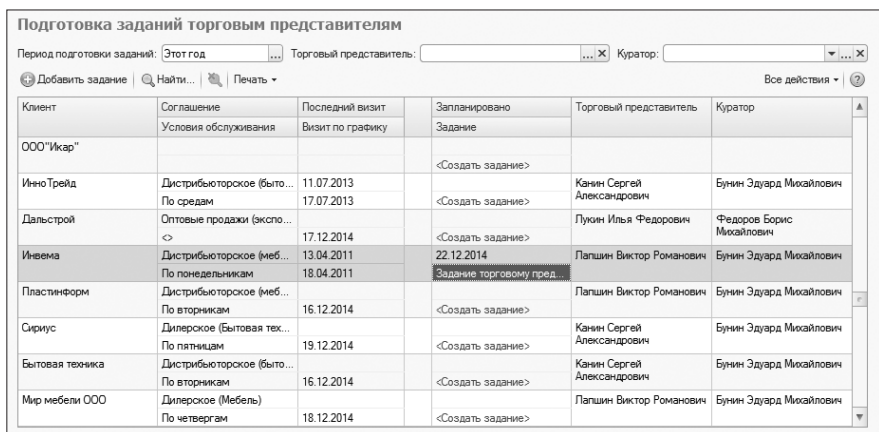 Подготовка заданий торговым представителям
Период подготовки заданий: Этот год ... Торговый представитель: ... × Куратор: ... ×
Добавить задание Найти... Печать Все действия ?
Клиент Соглашение Последний визит Запланировано Торговый представитель Куратор
Условия обслуживания Визит по графику Задание
ООО"Икар"
<Создать задание>
ИнноТрейд Дистрибьюторское (быто... 11.07.2013 Канин Сергей Бунин Эдуард Михайлович
По средам 17.07.2013 <Создать задание> Александрович
Дальстрой Оптовые продажи (экспо... Лукин Илья Федорович Федоров Борис
<> 17.12.2014 <Создать задание> Михайлович
Инвема Дистрибьюторское (меб... 13.04.2011 22.12.2014 Лапшин Виктор Романович Бунин Эдуард Михайлович
По понедельникам 18.04.2011 Задание торговому пред...
Пластинформ Дистрибьюторское (меб... Лапшин Виктор Романович Бунин Эдуард Михайлович
По вторникам 16.12.2014 <Создать задание>
Сириус Дилерское (Бытовая тех... Канин Сергей Бунин Эдуард Михайлович
По пятницам 19.12.2014 <Создать задание> Александрович
Бытовая техника Дистрибьюторское (быто... Канин Сергей Бунин Эдуард Михайлович
По вторникам 16.12.2014 <Создать задание> Александрович
Мир мебели ООО Дилерское (Мебель) Лапшин Виктор Романович Бунин Эдуард Михайлович
По четвергам 18.12.2014 <Создать задание>